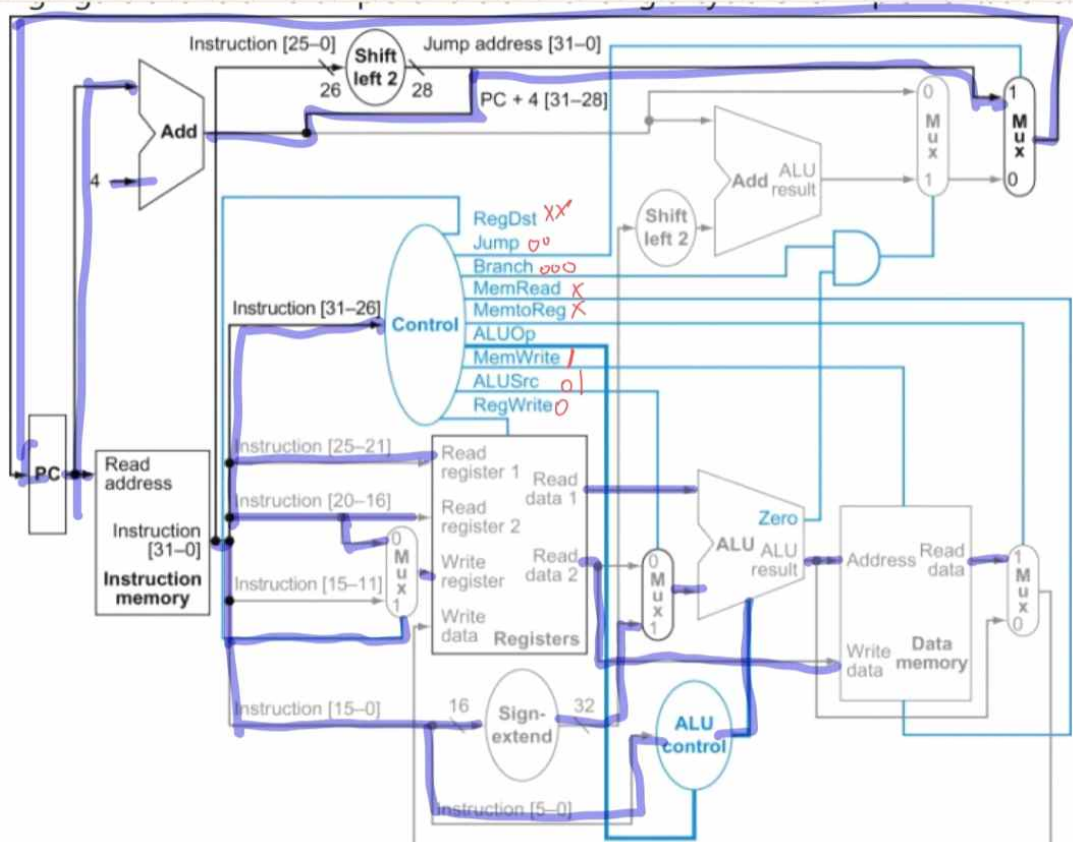 Instruction [25–0]
Shift left 2
Jump address [31–0]
26
28
PC + 4 [31–28]
Add
4
0
Mux
1
1
Mux
0
Add
ALU result
Shift left 2
RegDst XX
Jump 00
Branch 000
MemRead X
MemtoReg X
ALUOp
MemWrite 1
ALUSrc 01
RegWrite 0
Instruction [31–26]
Control
PC
Read address
Instruction [31–0]
Instruction memory
Instruction [25–21]
Instruction [20–16]
Instruction [15–11]
0
Mux
1
Read register 1
Read register 2
Write register
Write data
Read data 1
Read data 2
Registers
0
Mux
1
Zero
ALU
ALU result
Address
Read data
Write data
Data memory
1
Mux
0
Instruction [15–0]
16
Sign-extend
32
ALU control
Instruction [5–0]